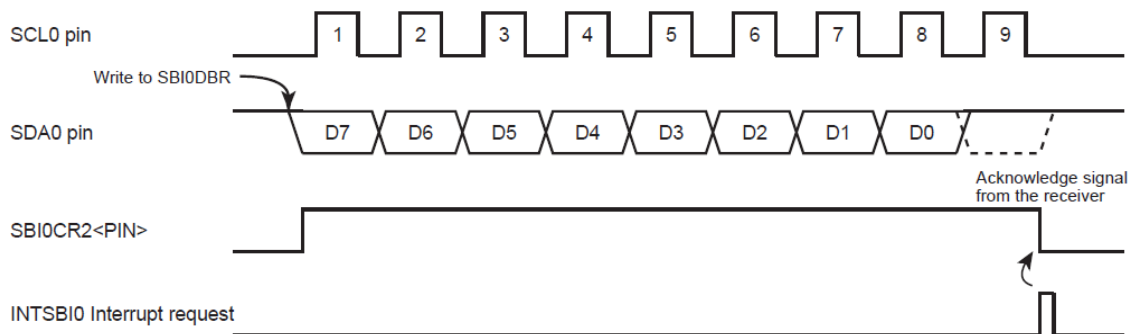 SCL0 pin
1 2 3 4 5 6 7 8 9
Write to SBI0DBR
SDA0 pin
D7 D6 D5 D4 D3 D2 D1 D0
Acknowledge signal
from the receiver
SBI0CR2<PIN>
INTSBI0 Interrupt request